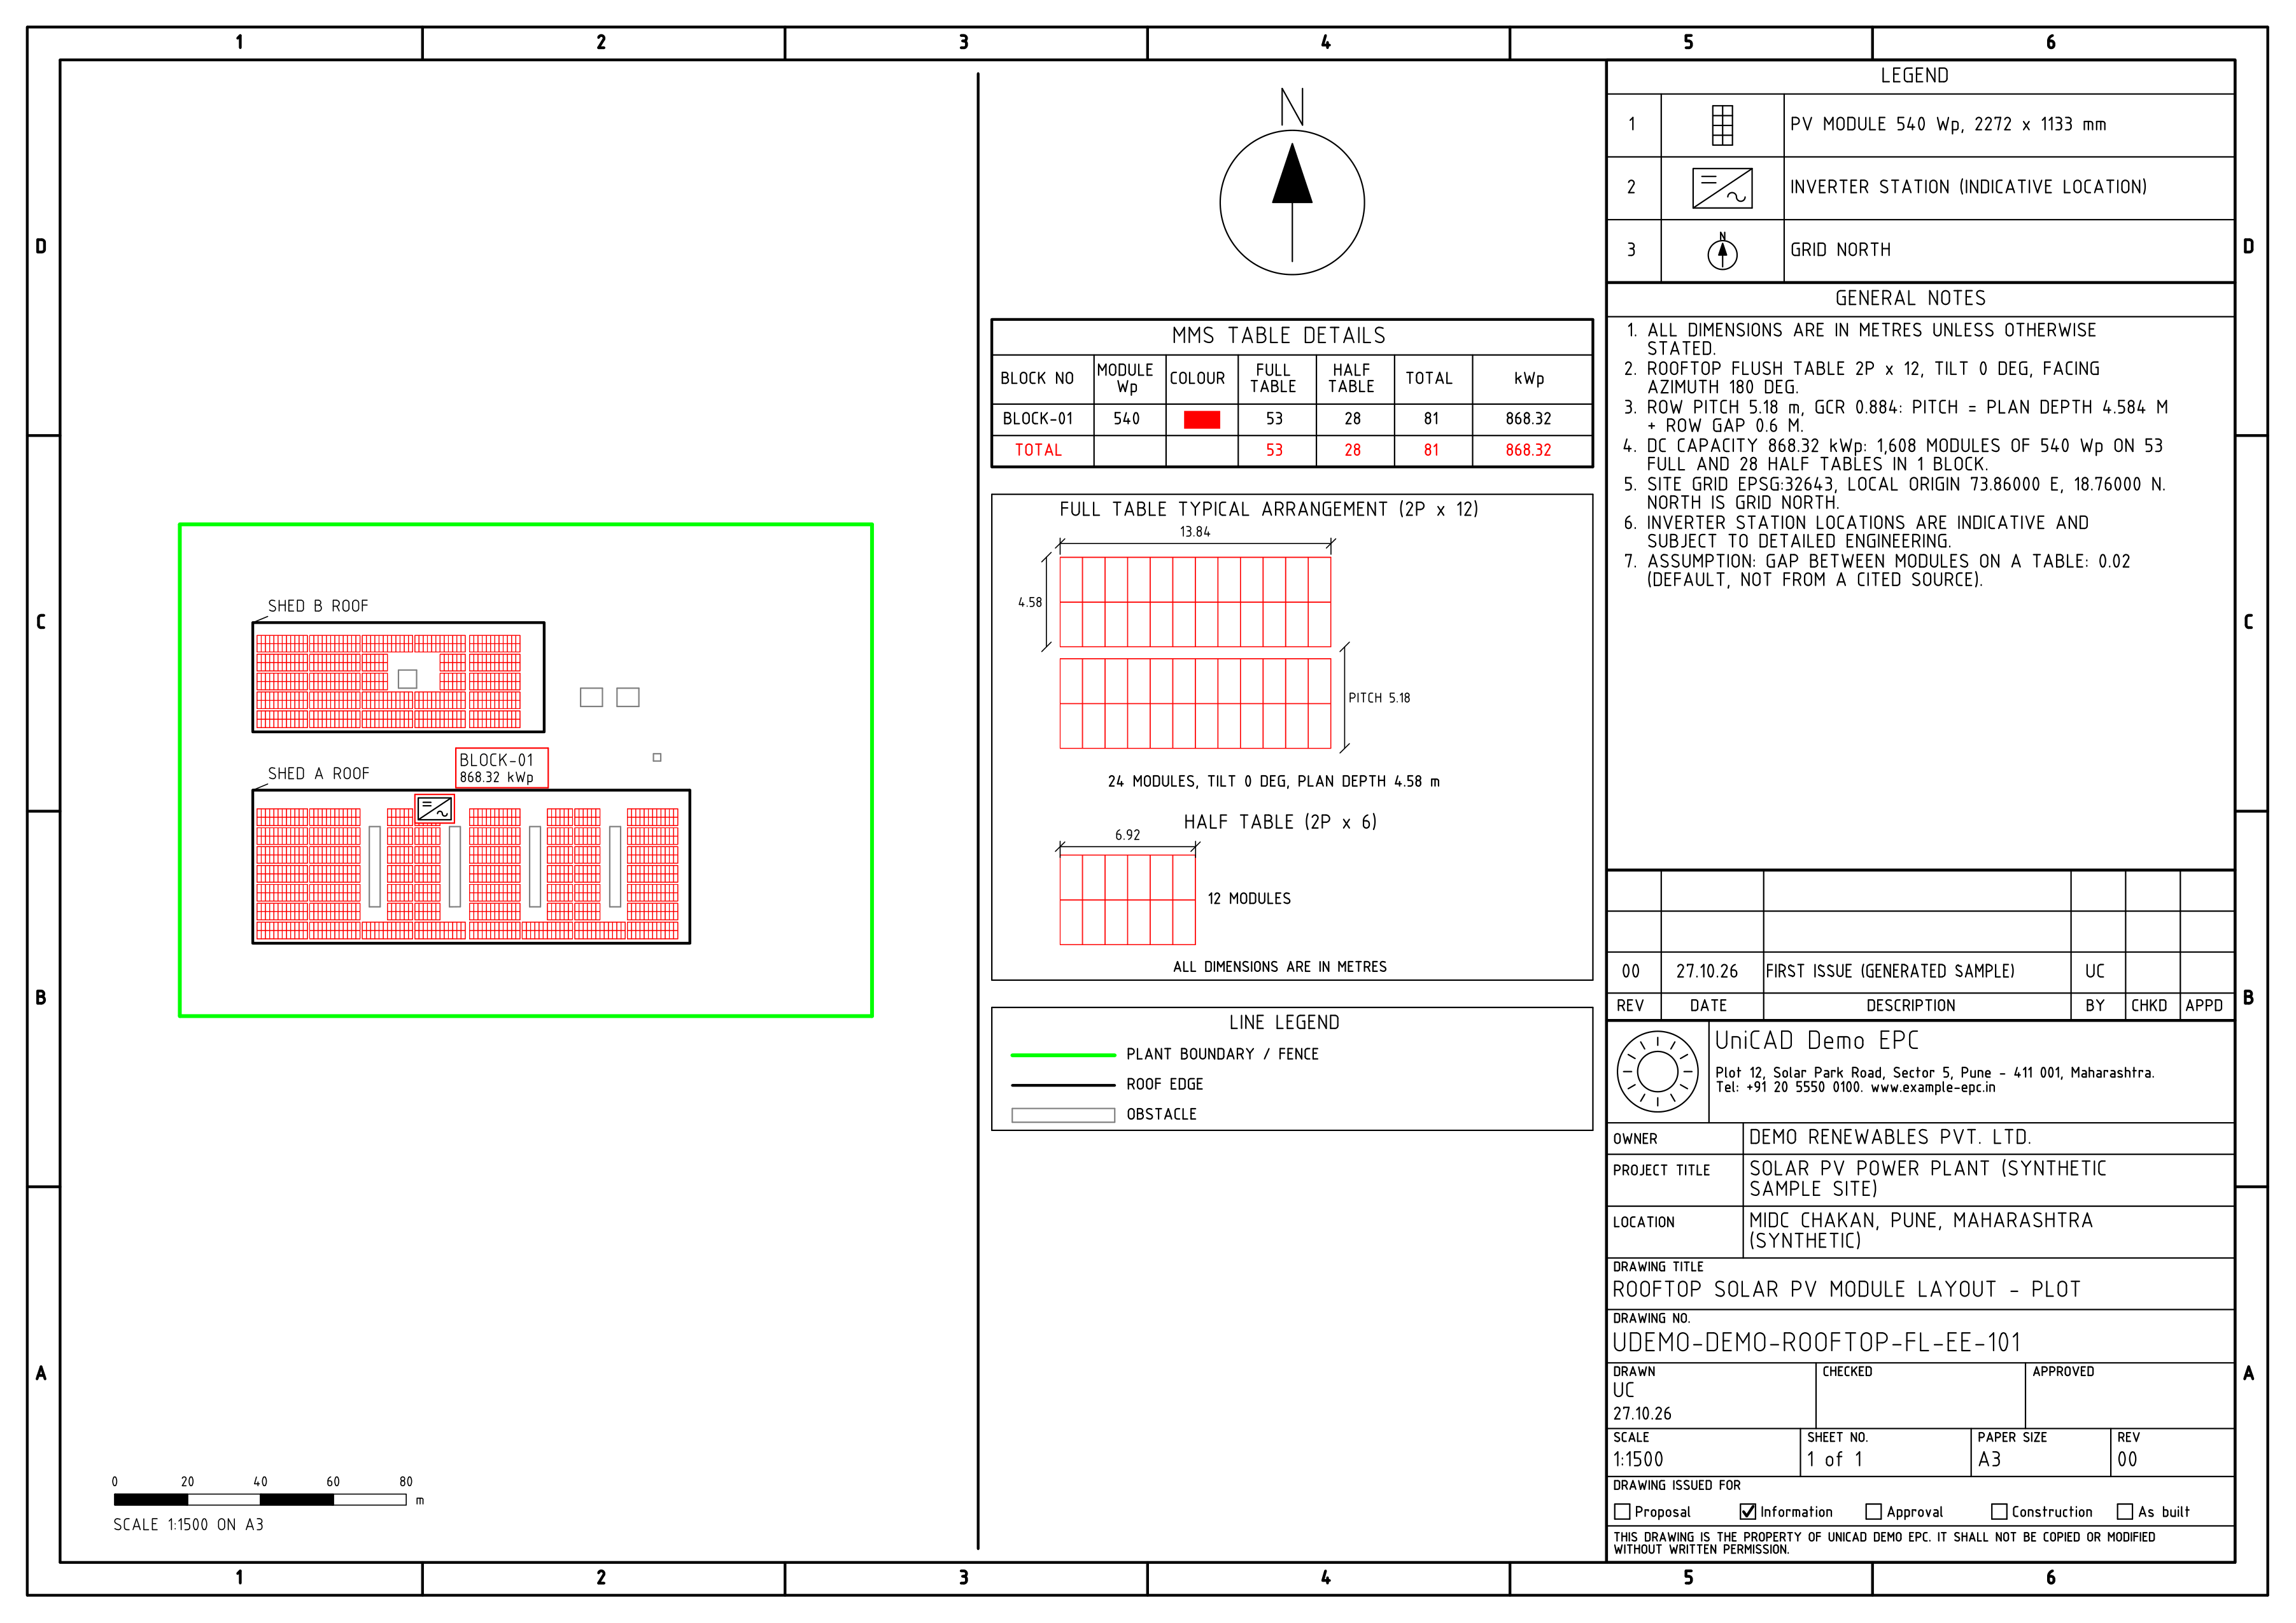 1 2 3 4 5 6
D
C
B
A
D
C
B
A
SHED B ROOF
BLOCK-01
868.32 kWp
SHED A ROOF
0 20 40 60 80
m
SCALE 1:1500 ON A3
N
MMS TABLE DETAILS
BLOCK NO MODULE Wp COLOUR FULL TABLE HALF TABLE TOTAL kWp
BLOCK-01 540 53 28 81 868.32
TOTAL 53 28 81 868.32
FULL TABLE TYPICAL ARRANGEMENT (2P x 12)
13.84
4.58
PITCH 5.18
24 MODULES, TILT 0 DEG, PLAN DEPTH 4.58 m
HALF TABLE (2P x 6)
6.92
12 MODULES
ALL DIMENSIONS ARE IN METRES
LINE LEGEND
PLANT BOUNDARY / FENCE
ROOF EDGE
OBSTACLE
LEGEND
1 PV MODULE 540 Wp, 2272 x 1133 mm
2 INVERTER STATION (INDICATIVE LOCATION)
3 N GRID NORTH
GENERAL NOTES
1. ALL DIMENSIONS ARE IN METRES UNLESS OTHERWISE
STATED.
2. ROOFTOP FLUSH TABLE 2P x 12, TILT 0 DEG, FACING
AZIMUTH 180 DEG.
3. ROW PITCH 5.18 m, GCR 0.884: PITCH = PLAN DEPTH 4.584 M
+ ROW GAP 0.6 M.
4. DC CAPACITY 868.32 kWp: 1,608 MODULES OF 540 Wp ON 53
FULL AND 28 HALF TABLES IN 1 BLOCK.
5. SITE GRID EPSG:32643, LOCAL ORIGIN 73.86000 E, 18.76000 N.
NORTH IS GRID NORTH.
6. INVERTER STATION LOCATIONS ARE INDICATIVE AND
SUBJECT TO DETAILED ENGINEERING.
7. ASSUMPTION: GAP BETWEEN MODULES ON A TABLE: 0.02
(DEFAULT, NOT FROM A CITED SOURCE).
00 27.10.26 FIRST ISSUE (GENERATED SAMPLE) UC
REV DATE DESCRIPTION BY CHKD APPD
UniCAD Demo EPC
Plot 12, Solar Park Road, Sector 5, Pune - 411 001, Maharashtra.
Tel: +91 20 5550 0100. www.example-epc.in
OWNER DEMO RENEWABLES PVT. LTD.
PROJECT TITLE SOLAR PV POWER PLANT (SYNTHETIC
SAMPLE SITE)
LOCATION MIDC CHAKAN, PUNE, MAHARASHTRA
(SYNTHETIC)
DRAWING TITLE
ROOFTOP SOLAR PV MODULE LAYOUT - PLOT
DRAWING NO.
UDEMO-DEMO-ROOFTOP-FL-EE-101
DRAWN CHECKED APPROVED
UC
27.10.26
SCALE SHEET NO. PAPER SIZE REV
1:1500 1 of 1 A3 00
DRAWING ISSUED FOR
Proposal Information Approval Construction As built
THIS DRAWING IS THE PROPERTY OF UNICAD DEMO EPC. IT SHALL NOT BE COPIED OR MODIFIED
WITHOUT WRITTEN PERMISSION.
1 2 3 4 5 6